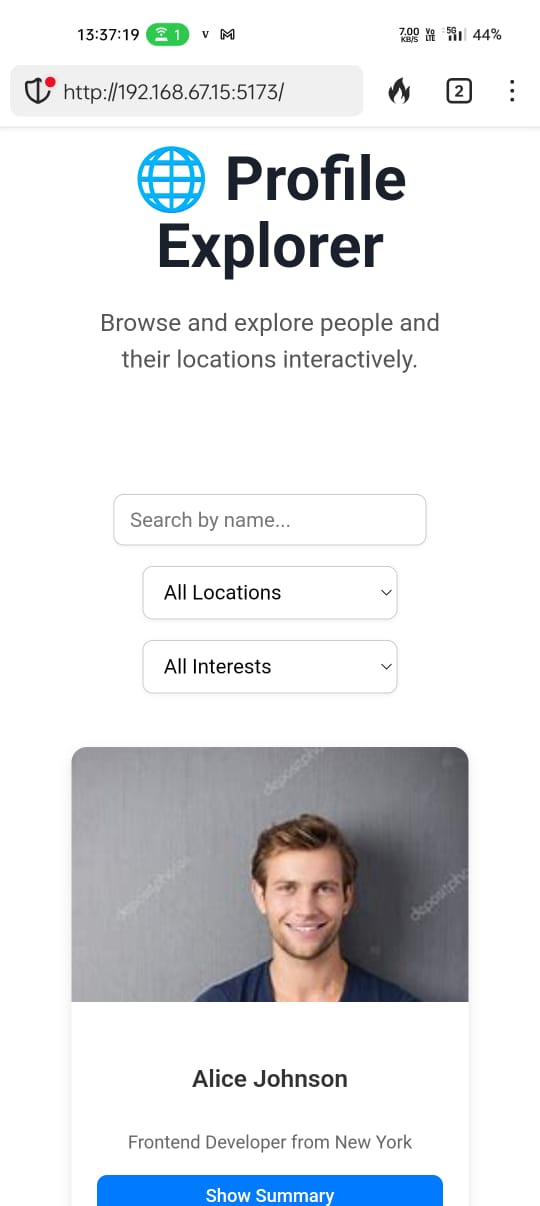 13:37:19 1 v M 7.00 KB/S Vo LTE 5G 44%
http://192.168.67.15:5173/ 2
Profile
Explorer
Browse and explore people and
their locations interactively.
Search by name...
All Locations
All Interests
depositphotos
depositphotos
depositphotos
Alice Johnson
Frontend Developer from New York
Show Summary